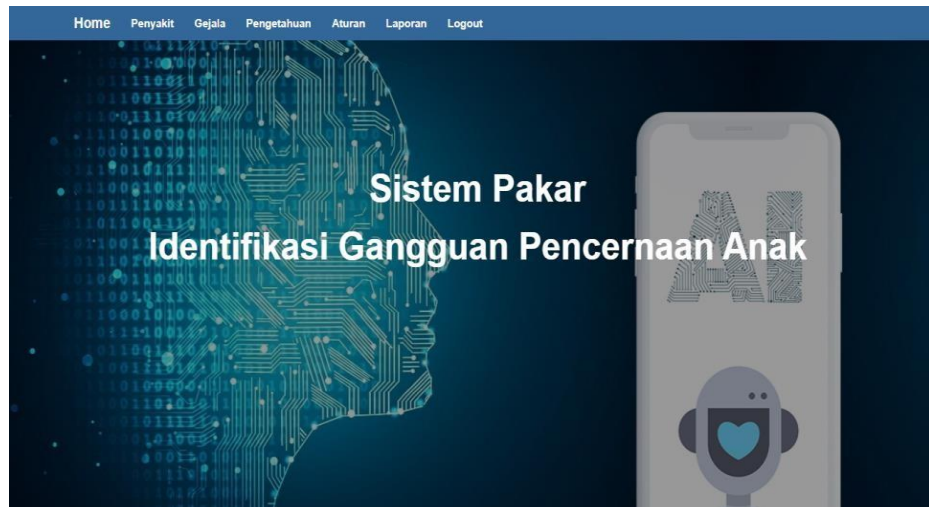 Home Penyakit Gejala Pengetahuan Aturan Laporan Logout
Sistem Pakar
Identifikasi Gangguan Pencernaan Anak
AI